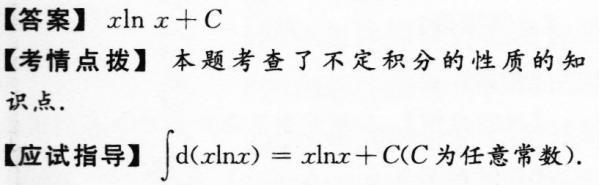 【答案】 xln x + C
【考情点拨】 本题考查了不定积分的性质的知
识点.
【应试指导】 ∫d(xlnx) = xlnx + C(C为任意常数).